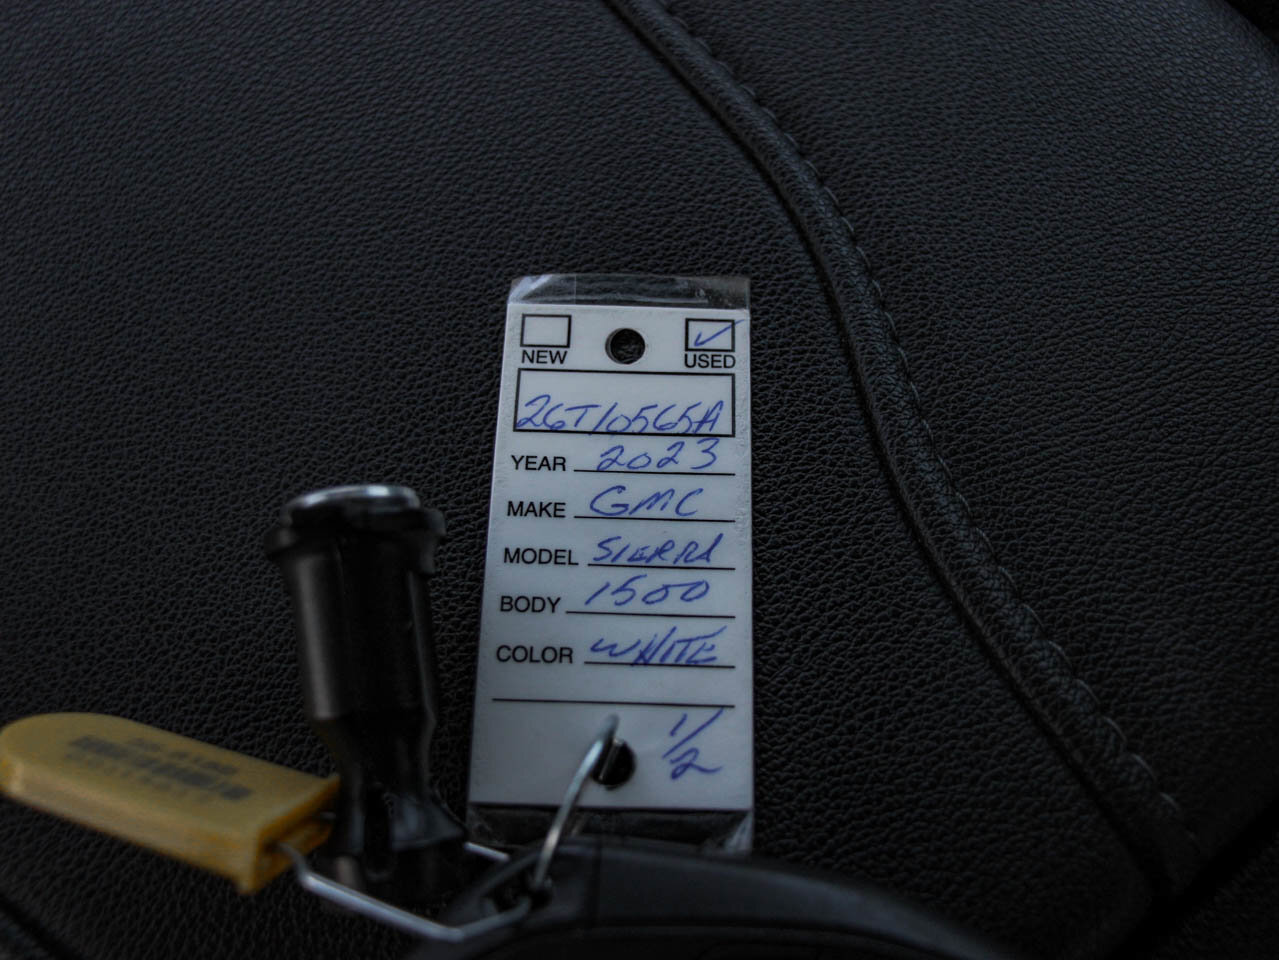 NEW USED
26T10565A
YEAR 2023
MAKE GMC
MODEL SIERRA
BODY 1500
COLOR WHITE
1/2